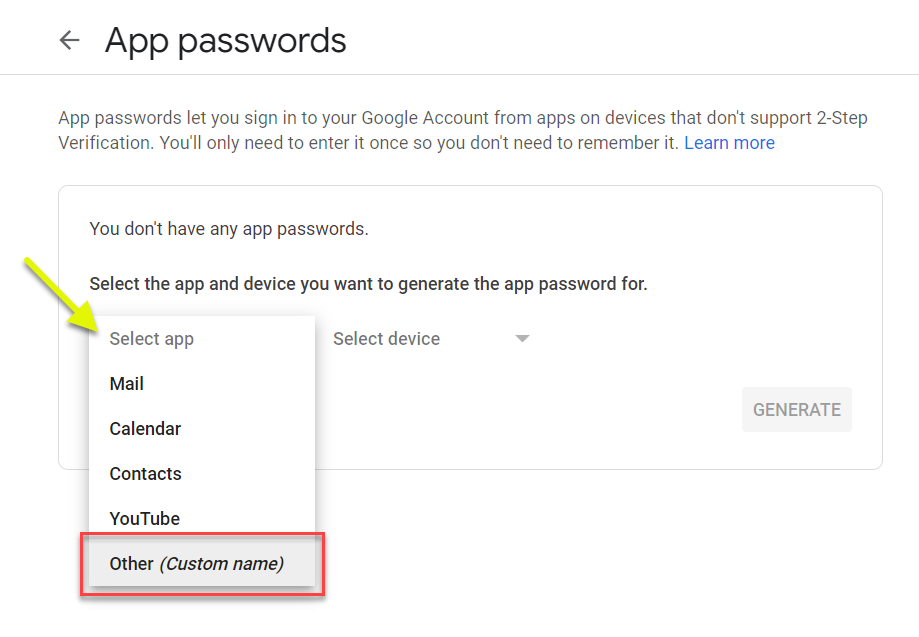 App passwords
App passwords let you sign in to your Google Account from apps on devices that don't support 2-Step
Verification. You'll only need to enter it once so you don't need to remember it. Learn more
You don't have any app passwords.
Select the app and device you want to generate the app password for.
Select app
Select device
Mail
Calendar
Contacts
YouTube
Other (Custom name)
GENERATE